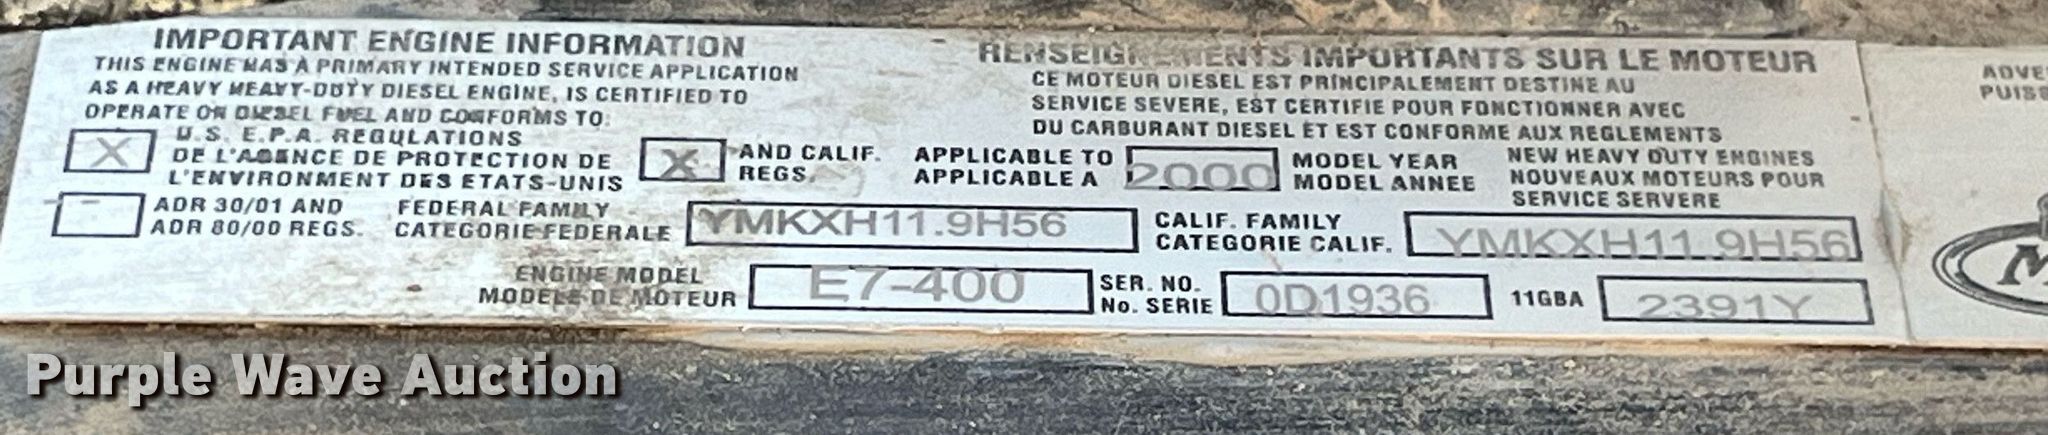 IMPORTANT ENGINE INFORMATION
THIS ENGINE HAS A PRIMARY INTENDED SERVICE APPLICATION
AS A HEAVY HEAVY-DUTY DIESEL ENGINE, IS CERTIFIED TO
OPERATE ON DIESEL FUEL AND CONFORMS TO:
RENSEIGNEMENTS IMPORTANTS SUR LE MOTEUR
CE MOTEUR DIESEL EST PRINCIPALEMENT DESTINE AU
SERVICE SEVERE, EST CERTIFIE POUR FONCTIONNER AVEC
DU CARBURANT DIESEL ET EST CONFORME AUX REGLEMENTS
X U.S. E.P.A. REGULATIONS
DE L'AGENCE DE PROTECTION DE
L'ENVIRONMENT DES ETATS-UNIS
X AND CALIF.
REGS.
APPLICABLE TO
APPLICABLE A
2000
MODEL YEAR
MODEL ANNEE
NEW HEAVY DUTY ENGINES
NOUVEAUX MOTEURS POUR
SERVICE SERVERE
ADR 30/01 AND
ADR 80/00 REGS.
FEDERAL FAMILY
CATEGORIE FEDERALE
YMKXH11.9H56
CALIF. FAMILY
CATEGORIE CALIF.
YMKXH11.9H56
ENGINE MODEL
MODELE DE MOTEUR
E7-400
SER. NO.
No. SERIE
0D1936
11GBA
2391Y
ADVE
PUISS
M
Purple Wave Auction